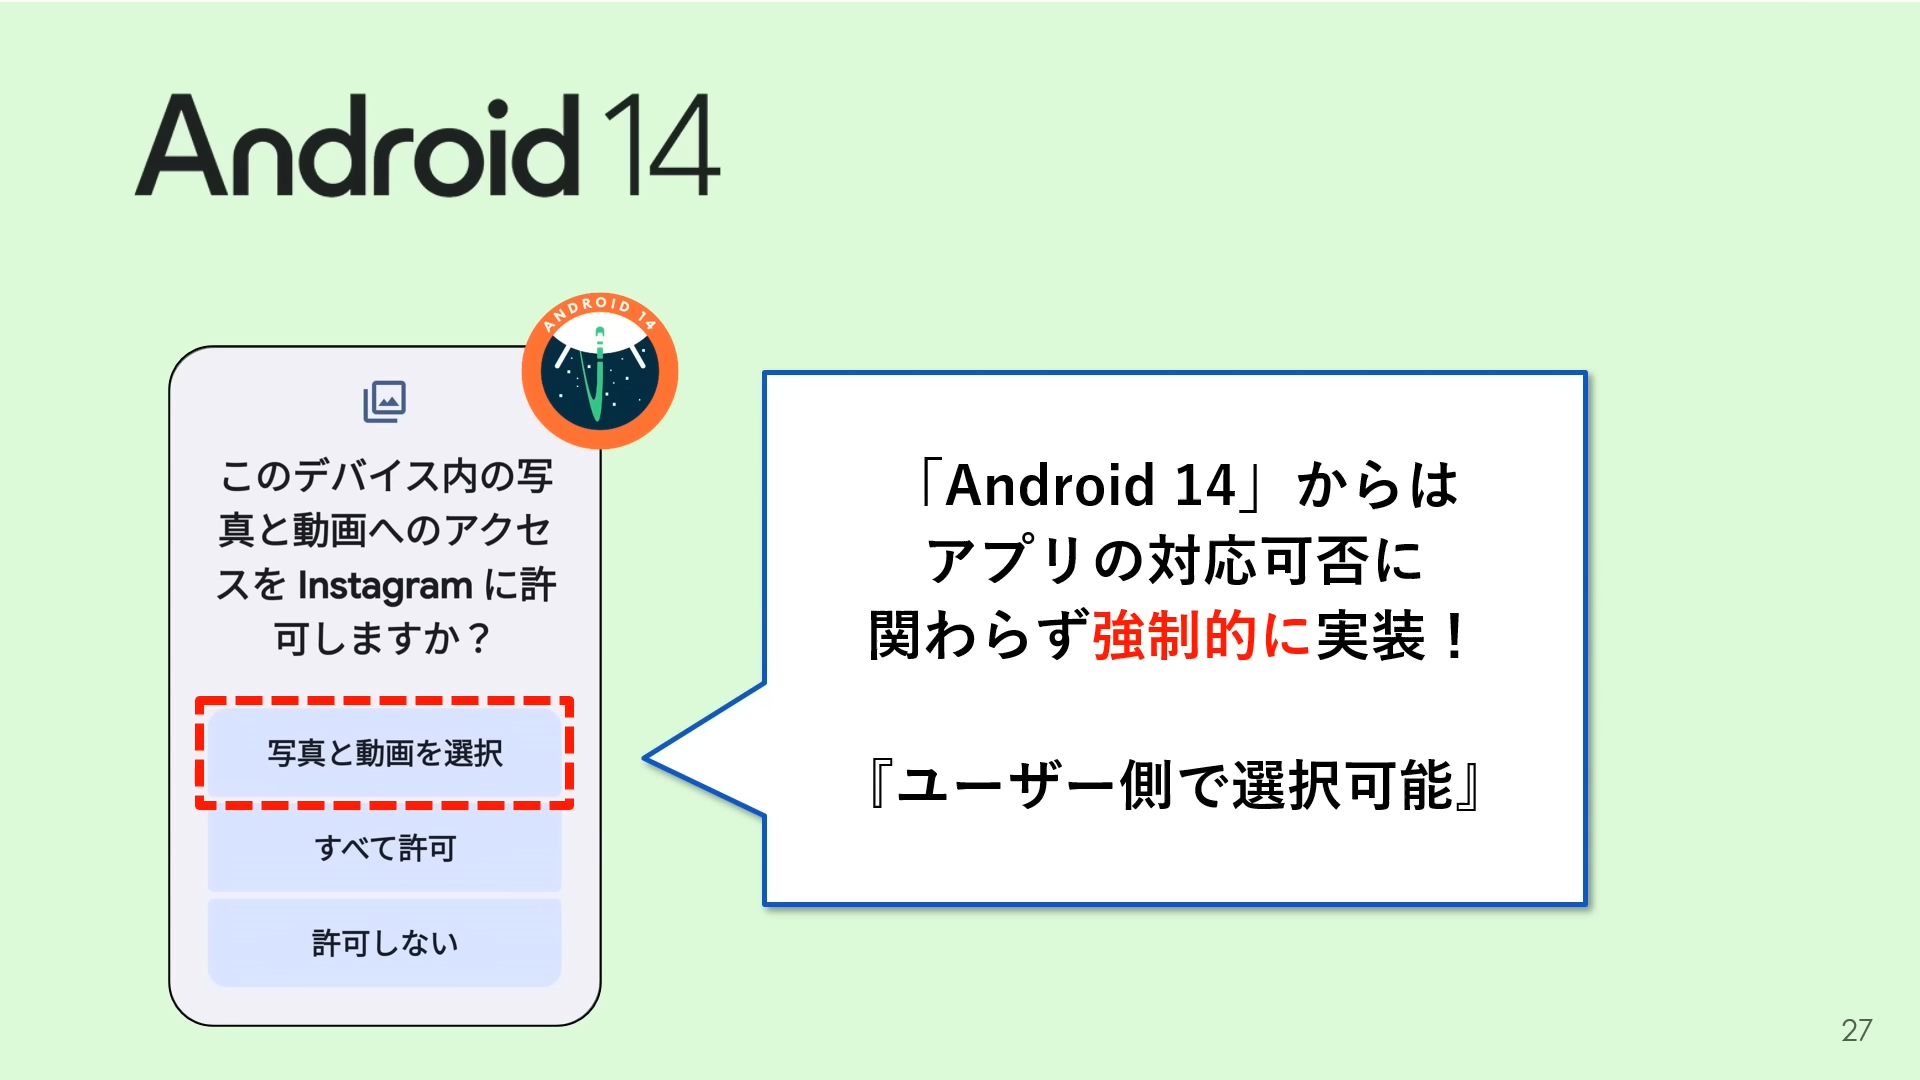 Android 14
ANDROID 14
このデバイス内の写
真と動画へのアクセ
スを Instagram に許
可しますか？
写真と動画を選択
すべて許可
許可しない
「Android 14」からは
アプリの対応可否に
関わらず強制的に実装！
『ユーザー側で選択可能』
27